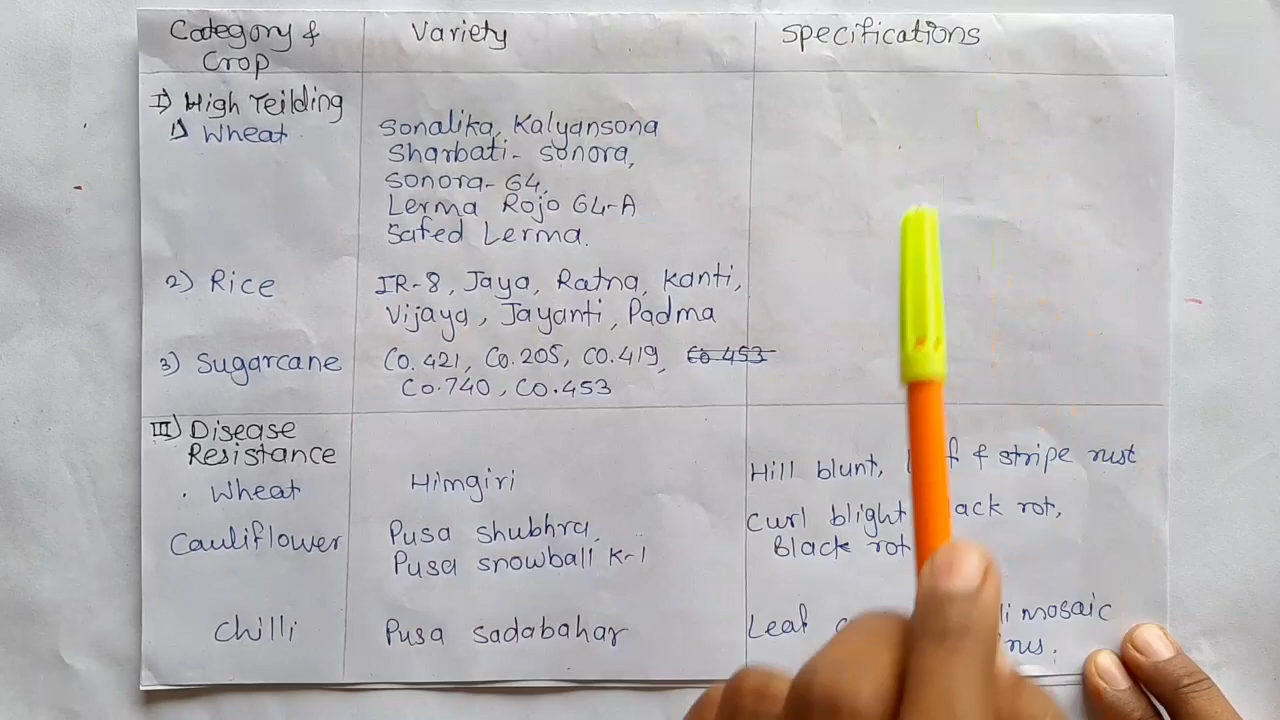 Category & Crop
Variety
Specifications
I) High Yeilding
1) Wheat
Sonalika, Kalyansona
Sharbati- Sonora,
Sonora-64,
Lerma Rojo 64-A
Safed Lerma.
2) Rice
IR-8, Jaya, Ratna, Kanti,
Vijaya, Jayanti, Padma
3) Sugarcane
CO.421, CO.205, CO.419, CO.453
CO.740, CO.453
III) Disease
Resistance
. Wheat
Himgiri
Hill blunt, & stripe rust
Cauliflower
Pusa shubhra,
Pusa snowball K-1
Curl blight rot,
Black rot
Chilli
Pusa sadabahar
Leaf mosaic